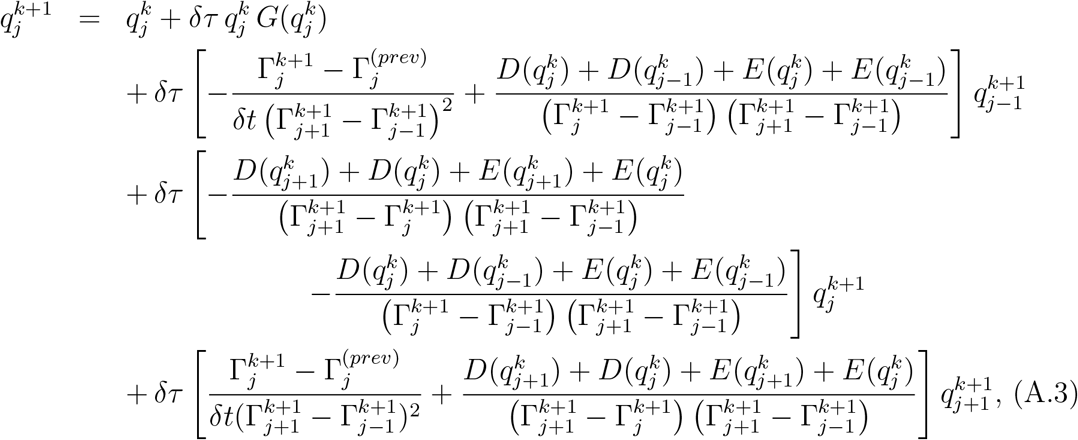 $q_j^{k+1} = q_j^k + \delta\tau \, q_j^k \, G(q_j^k)$
$+ \, \delta\tau \left[ -\frac{\Gamma_j^{k+1} - \Gamma_j^{(prev)}}{\delta t \left(\Gamma_{j+1}^{k+1} - \Gamma_{j-1}^{k+1}\right)^2} + \frac{D(q_j^k) + D(q_{j-1}^k) + E(q_j^k) + E(q_{j-1}^k)}{\left(\Gamma_j^{k+1} - \Gamma_{j-1}^{k+1}\right)\left(\Gamma_{j+1}^{k+1} - \Gamma_{j-1}^{k+1}\right)} \right] q_{j-1}^{k+1}$
$+ \, \delta\tau \left[ -\frac{D(q_{j+1}^k) + D(q_j^k) + E(q_{j+1}^k) + E(q_j^k)}{\left(\Gamma_{j+1}^{k+1} - \Gamma_j^{k+1}\right)\left(\Gamma_{j+1}^{k+1} - \Gamma_{j-1}^{k+1}\right)} \right.$
$\left. - \frac{D(q_j^k) + D(q_{j-1}^k) + E(q_j^k) + E(q_{j-1}^k)}{\left(\Gamma_j^{k+1} - \Gamma_{j-1}^{k+1}\right)\left(\Gamma_{j+1}^{k+1} - \Gamma_{j-1}^{k+1}\right)} \right] q_j^{k+1}$
$+ \, \delta\tau \left[ \frac{\Gamma_j^{k+1} - \Gamma_j^{(prev)}}{\delta t (\Gamma_{j+1}^{k+1} - \Gamma_{j-1}^{k+1})^2} + \frac{D(q_{j+1}^k) + D(q_j^k) + E(q_{j+1}^k) + E(q_j^k)}{\left(\Gamma_{j+1}^{k+1} - \Gamma_j^{k+1}\right)\left(\Gamma_{j+1}^{k+1} - \Gamma_{j-1}^{k+1}\right)} \right] q_{j+1}^{k+1},$ (A.3)